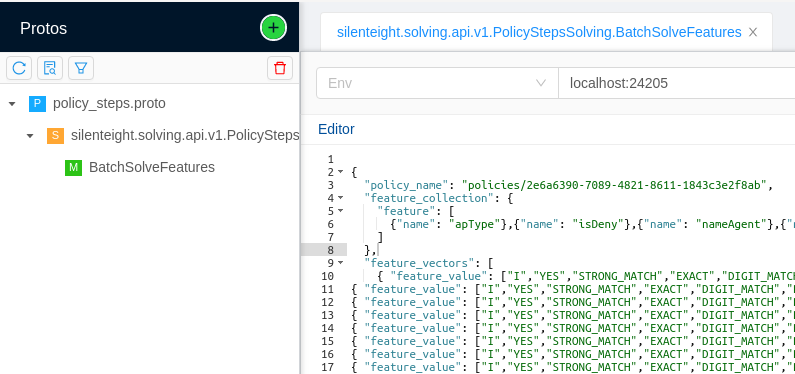 Protos
P policy_steps.proto
S silenteight.solving.api.v1.PolicySteps
M BatchSolveFeatures
silenteight.solving.api.v1.PolicyStepsSolving.BatchSolveFeatures
Env
localhost:24205
Editor
1
2 {
3 "policy_name": "policies/2e6a6390-7089-4821-8611-1843c3e2f8ab",
4 "feature_collection": {
5 "feature": [
6 {"name": "apType"},{"name": "isDeny"},{"name": "nameAgent"},{"n
7 ]
8 },
9 "feature_vectors": [
10 { "feature_value": ["I","YES","STRONG_MATCH","EXACT","DIGIT_MATC
11 { "feature_value": ["I","YES","STRONG_MATCH","EXACT","DIGIT_MATCH",
12 { "feature_value": ["I","YES","STRONG_MATCH","EXACT","DIGIT_MATCH",
13 { "feature_value": ["I","YES","STRONG_MATCH","EXACT","DIGIT_MATCH",
14 { "feature_value": ["I","YES","STRONG_MATCH","EXACT","DIGIT_MATCH",
15 { "feature_value": ["I","YES","STRONG_MATCH","EXACT","DIGIT_MATCH",
16 { "feature_value": ["I","YES","STRONG_MATCH","EXACT","DIGIT_MATCH",
17 { "feature_value": ["I","YES","STRONG_MATCH","EXACT","DIGIT_MATCH",